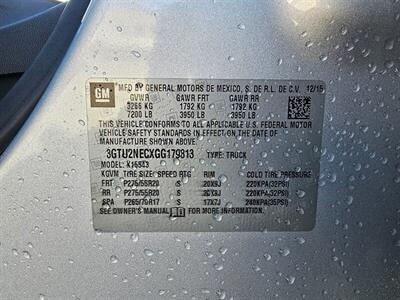 GM
MFD BY GENERAL MOTORS DE MEXICO, S. DE R.L. DE C.V. 12/15
GVWR GAWR FRT GAWR RR
3266 KG 1792 KG 1792 KG
7200 LB 3950 LB 3950 LB
THIS VEHICLE CONFORMS TO ALL APPLICABLE U.S. FEDERAL MOTOR
VEHICLE SAFETY STANDARDS IN EFFECT ON THE DATE OF
MANUFACTURE SHOWN ABOVE.
3GTU2NECXGG179813 TYPE: TRUCK
MODEL:
KGVM TIRE SIZE SPEED RTG RIM COLD TIRE PRESSURE
FRT P275/55R20 S 20X9J 220KPA(32PSI)
RR P275/55R20 S 20X9J 220KPA(32PSI)
SPA P265/70R17 S 17X7J 240KPA(35PSI)
SEE OWNER'S MANUAL FOR MORE INFORMATION.